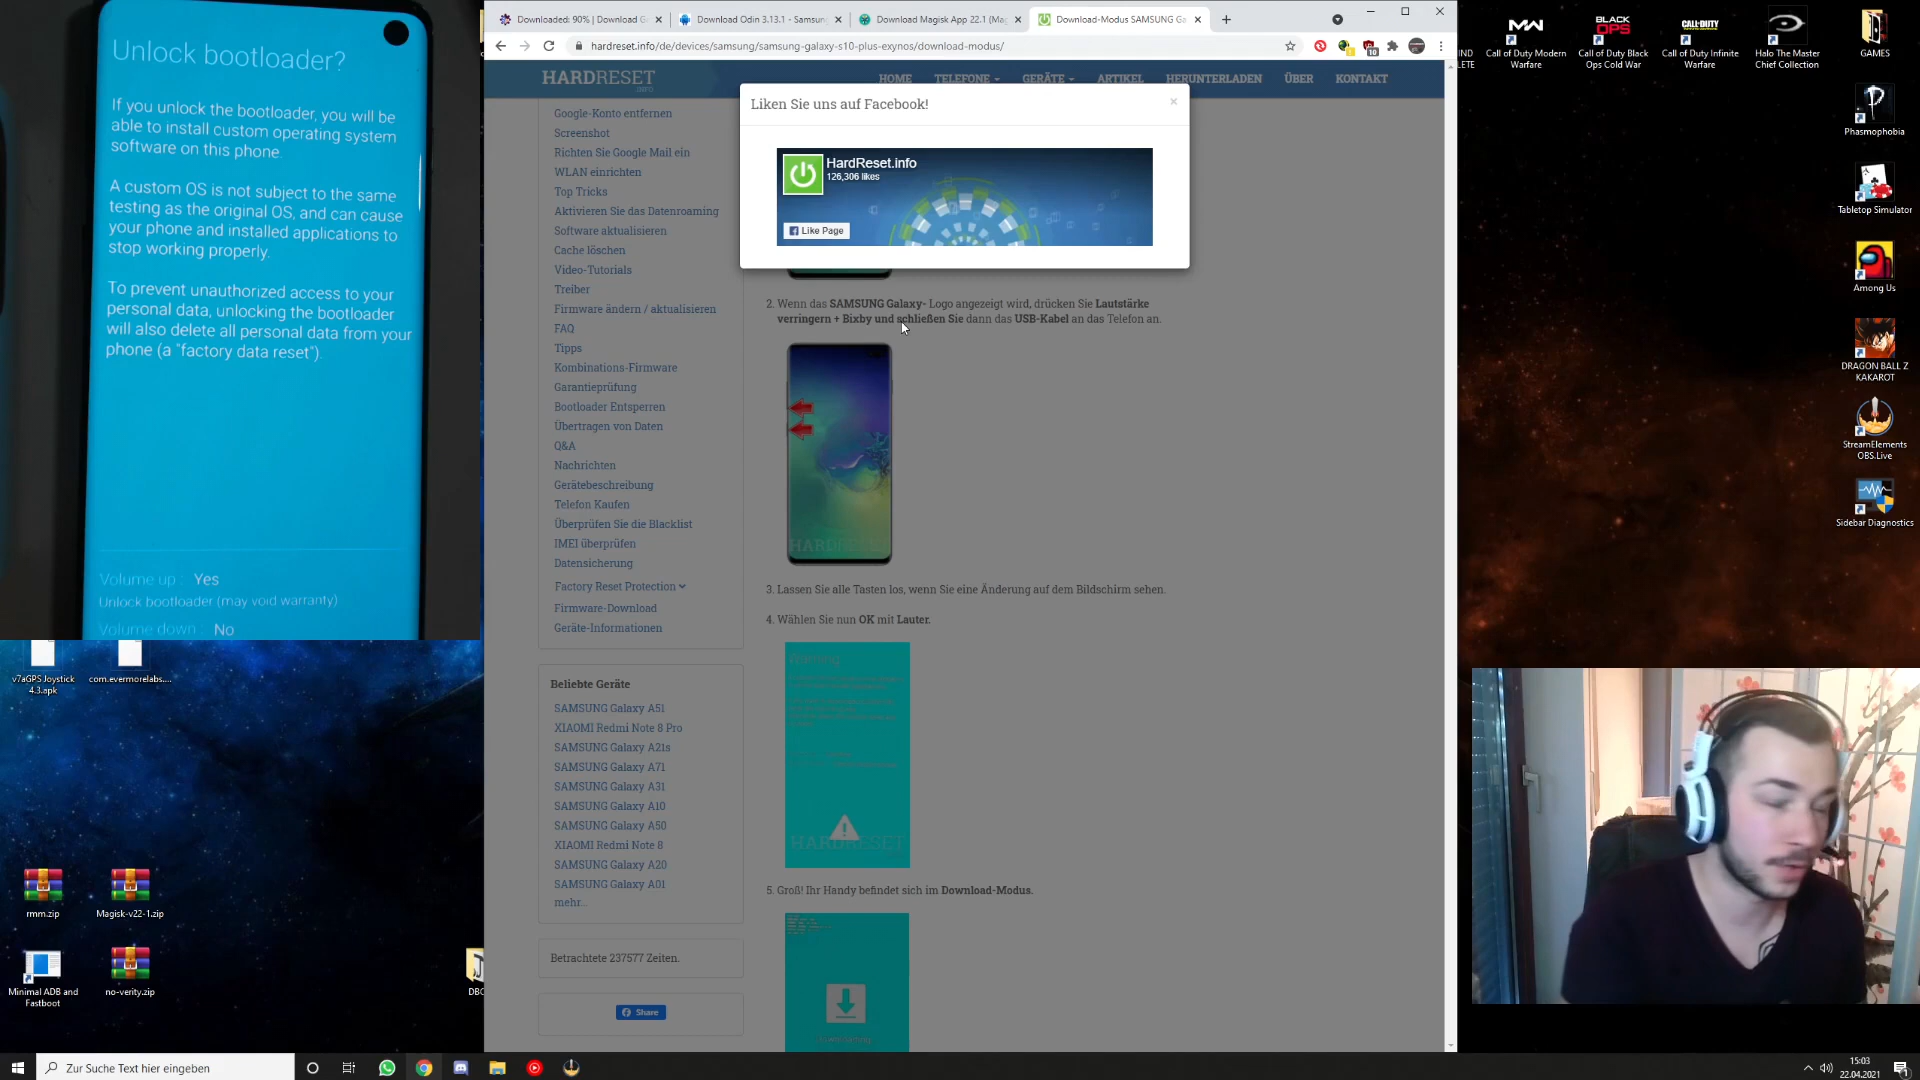 Unlock bootloader?
If you unlock the bootloader, you will be
able to install custom operating system
software on this phone.
A custom OS is not subject to the same
testing as the original OS, and can cause
your phone and installed applications to
stop working properly.
To prevent unauthorized access to your
personal data, unlocking the bootloader
will also delete all personal data from your
phone (a "factory data reset").
Volume up : Yes
Unlock bootloader (may void warranty)
Volume down : No
Downloaded: 90% | Download G
Download Odin 3.13.1 - Samsun
Download Magisk App 22.1 (Ma
Download-Modus SAMSUNG Ga
hardreset.info/de/devices/samsung/samsung-galaxy-s10-plus-exynos/download-modus/
HARDRESET
.INFO
HOME TELEFONE GERÄTE ARTIKEL HERUNTERLADEN ÜBER KONTAKT
Liken Sie uns auf Facebook!
×
HardReset.info
126,306 likes
Like Page
Google-Konto entfernen
Screenshot
Richten Sie Google Mail ein
WLAN einrichten
Top Tricks
Aktivieren Sie das Datenroaming
Software aktualisieren
Cache löschen
Video-Tutorials
Treiber
Firmware ändern / aktualisieren
FAQ
Tipps
Kombinations-Firmware
Garantieprüfung
Bootloader Entsperren
Übertragen von Daten
Q&A
Nachrichten
Gerätebeschreibung
Telefon Kaufen
Überprüfen Sie die Blacklist
IMEI überprüfen
Datensicherung
Factory Reset Protection
Firmware-Download
Geräte-Informationen
Beliebte Geräte
SAMSUNG Galaxy A51
XIAOMI Redmi Note 8 Pro
SAMSUNG Galaxy A21s
SAMSUNG Galaxy A71
SAMSUNG Galaxy A31
SAMSUNG Galaxy A10
SAMSUNG Galaxy A50
XIAOMI Redmi Note 8
SAMSUNG Galaxy A20
SAMSUNG Galaxy A01
mehr...
Betrachtete 237577 Zeiten.
Share
2. Wenn das SAMSUNG Galaxy- Logo angezeigt wird, drücken Sie Lautstärke
verringern + Bixby und schließen Sie dann das USB-Kabel an das Telefon an.
HARDRESET
3. Lassen Sie alle Tasten los, wenn Sie eine Änderung auf dem Bildschirm sehen.
4. Wählen Sie nun OK mit Lauter.
HARDRESET
5. Groß! Ihr Handy befindet sich im Download-Modus.
IND
LETE
Call of Duty Modern
Warfare
BLACK
OPS
Call of Duty Black
Ops Cold War
CALL OF DUTY
Call of Duty Infinite
Warfare
Halo The Master
Chief Collection
GAMES
Phasmophobia
Tabletop Simulator
Among Us
DRAGON BALL Z
KAKAROT
StreamElements
OBS.Live
Sidebar Diagnostics
v7aGPS Joystick
4.3.apk
com.evermorelabs....
rmm.zip
Magisk-v22-1.zip
Minimal ADB and
Fastboot
no-verity.zip
DBC
Zur Suche Text hier eingeben
15:03
22.04.2021